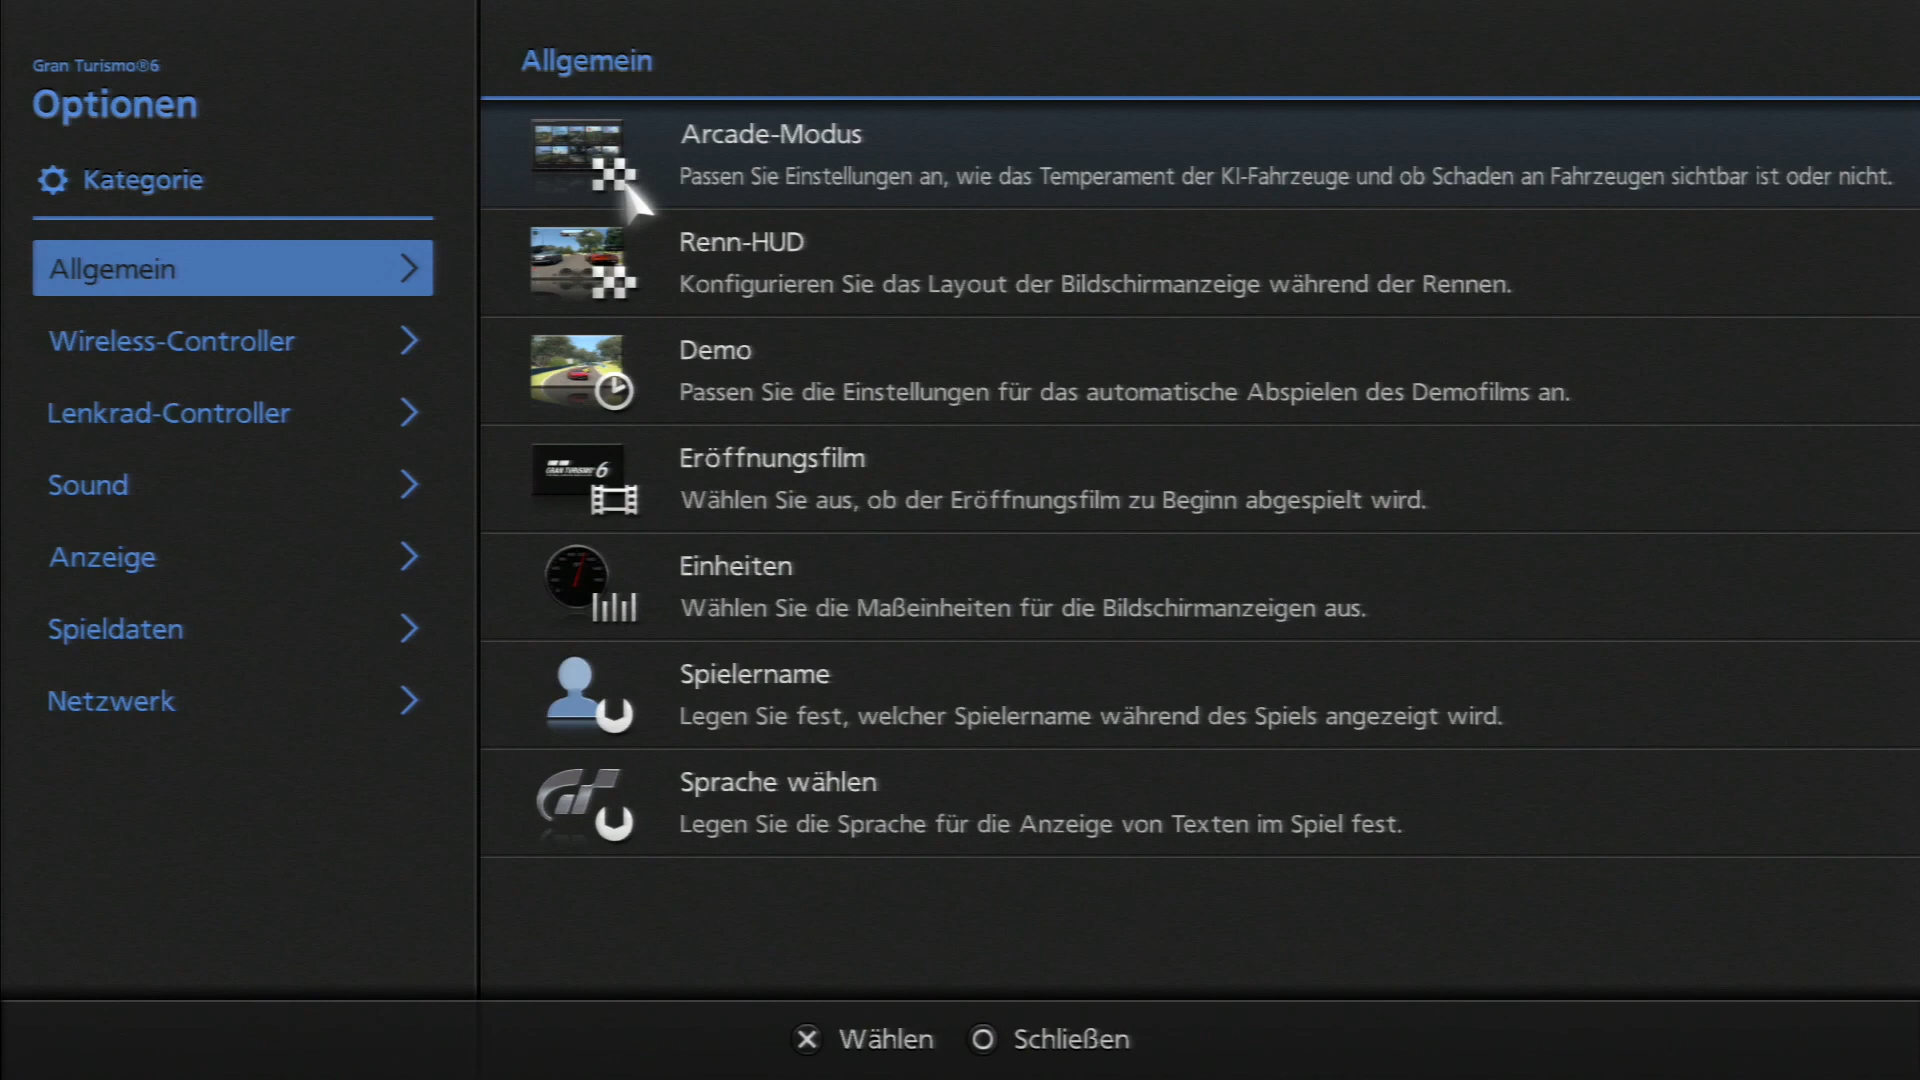 Gran Turismo®6
Optionen
Kategorie
Allgemein
Wireless-Controller
Lenkrad-Controller
Sound
Anzeige
Spieldaten
Netzwerk
Allgemein
Arcade-Modus
Passen Sie Einstellungen an, wie das Temperament der KI-Fahrzeuge und ob Schaden an Fahrzeugen sichtbar ist oder nicht.
Renn-HUD
Konfigurieren Sie das Layout der Bildschirmanzeige während der Rennen.
Demo
Passen Sie die Einstellungen für das automatische Abspielen des Demofilms an.
GRAN TURISMO 6
Eröffnungsfilm
Wählen Sie aus, ob der Eröffnungsfilm zu Beginn abgespielt wird.
Einheiten
Wählen Sie die Maßeinheiten für die Bildschirmanzeigen aus.
Spielername
Legen Sie fest, welcher Spielername während des Spiels angezeigt wird.
Sprache wählen
Legen Sie die Sprache für die Anzeige von Texten im Spiel fest.
Wählen Schließen